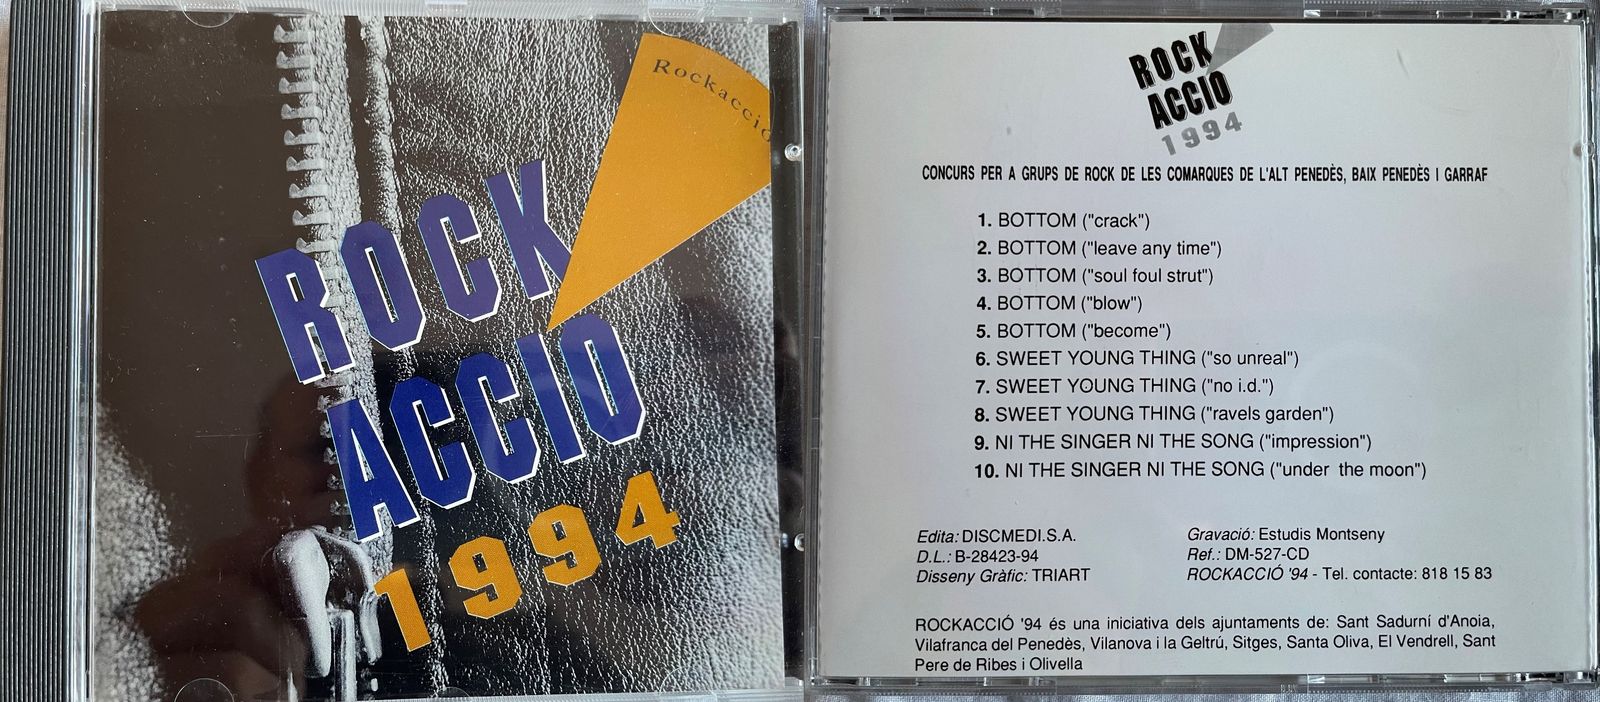 Rockacció
ROCK
ACCIO
1994
ROCK
ACCIO
1994
CONCURS PER A GRUPS DE ROCK DE LES COMARQUES DE L'ALT PENEDÈS, BAIX PENEDÈS I GARRAF
1. BOTTOM ("crack")
2. BOTTOM ("leave any time")
3. BOTTOM ("soul foul strut")
4. BOTTOM ("blow")
5. BOTTOM ("become")
6. SWEET YOUNG THING ("so unreal")
7. SWEET YOUNG THING ("no i.d.")
8. SWEET YOUNG THING ("ravels garden")
9. NI THE SINGER NI THE SONG ("impression")
10. NI THE SINGER NI THE SONG ("under the moon")
Edita: DISCMEDI.S.A.
D.L.: B-28423-94
Disseny Gràfic: TRIART
Gravació: Estudis Montseny
Ref.: DM-527-CD
ROCKACCIÓ '94 - Tel. contacte: 818 15 83
ROCKACCIÓ '94 és una iniciativa dels ajuntaments de: Sant Sadurní d'Anoia,
Vilafranca del Penedès, Vilanova i la Geltrú, Sitges, Santa Oliva, El Vendrell, Sant
Pere de Ribes i Olivella